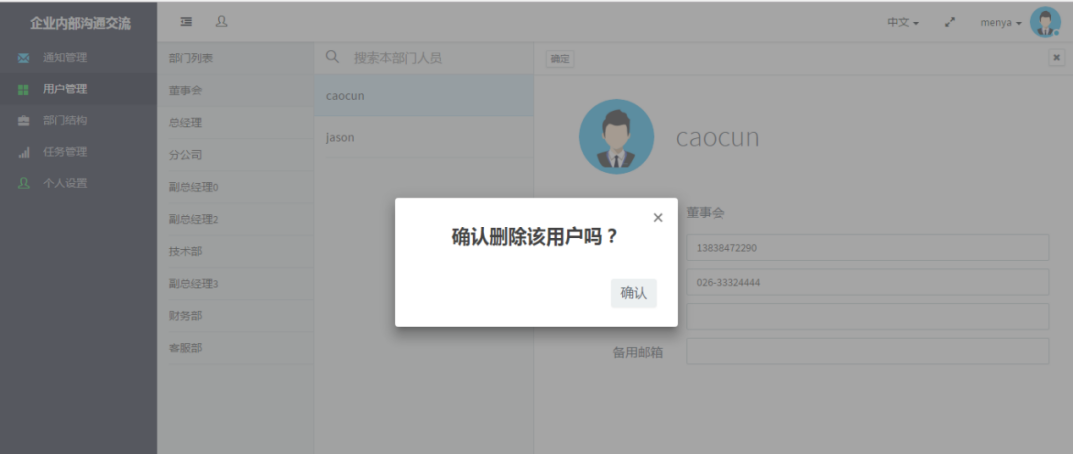 企业内部沟通交流
中文
menya
通知管理
用户管理
部门结构
任务管理
个人设置
部门列表
董事会
总经理
分公司
副总经理0
副总经理2
技术部
副总经理3
财务部
客服部
搜索本部门人员
caocun
jason
确定
caocun
董事会
13838472290
026-33324444
备用邮箱
确认删除该用户吗？
确认